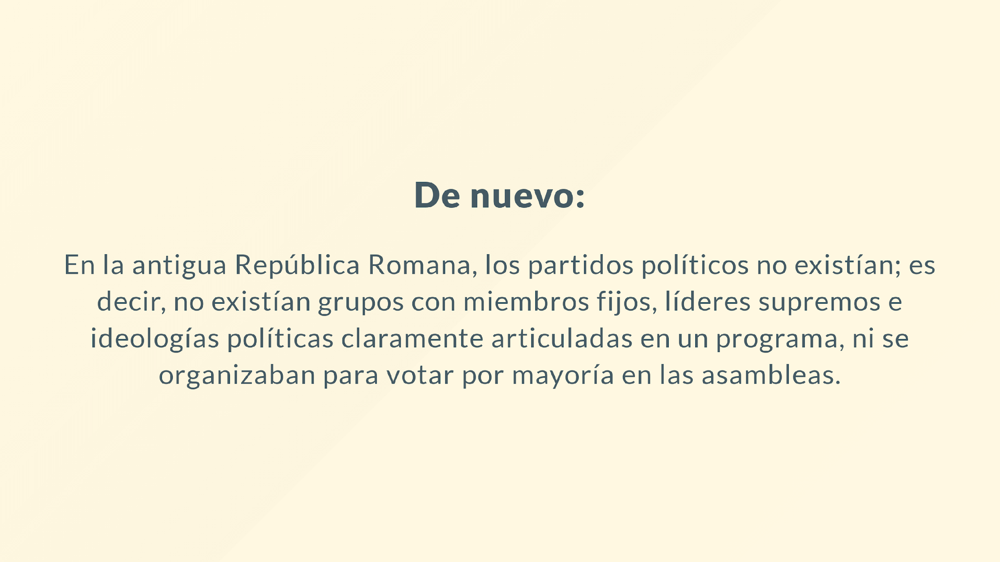 De nuevo:
En la antigua República Romana, los partidos políticos no existían; es
decir, no existían grupos con miembros fijos, líderes supremos e
ideologías políticas claramente articuladas en un programa, ni se
organizaban para votar por mayoría en las asambleas.